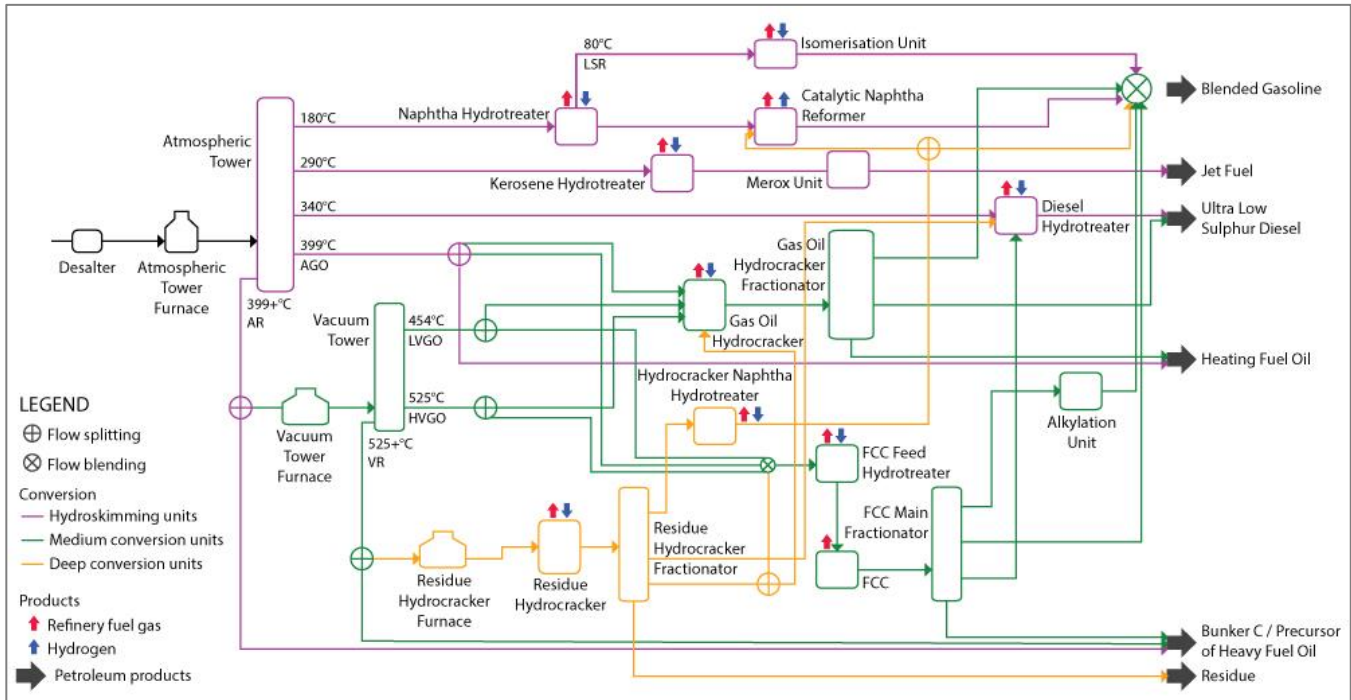 80°C
LSR
Isomerisation Unit
Blended Gasoline
Naphtha Hydrotreater
Catalytic Naphtha
Reformer
180°C
Atmospheric
Tower
290°C
Kerosene Hydrotreater
Merox Unit
Jet Fuel
340°C
Diesel
Hydrotreater
Ultra Low
Sulphur Diesel
Desalter
Atmospheric
Tower
Furnace
399°C
AGO
Gas Oil
Hydrocracker
Fractionator
399+°C
AR
Vacuum
Tower
454°C
LVGO
Gas Oil
Hydrocracker
Heating Fuel Oil
Hydrocracker Naphtha
Hydrotreater
525°C
HVGO
Alkylation
Unit
Vacuum
Tower
Furnace
525+°C
VR
FCC Feed
Hydrotreater
FCC Main
Fractionator
Residue
Hydrocracker
Fractionator
FCC
Residue
Hydrocracker
Furnace
Residue
Hydrocracker
Bunker C / Precursor
of Heavy Fuel Oil
Residue
LEGEND
Flow splitting
Flow blending
Conversion
Hydroskimming units
Medium conversion units
Deep conversion units
Products
Refinery fuel gas
Hydrogen
Petroleum products